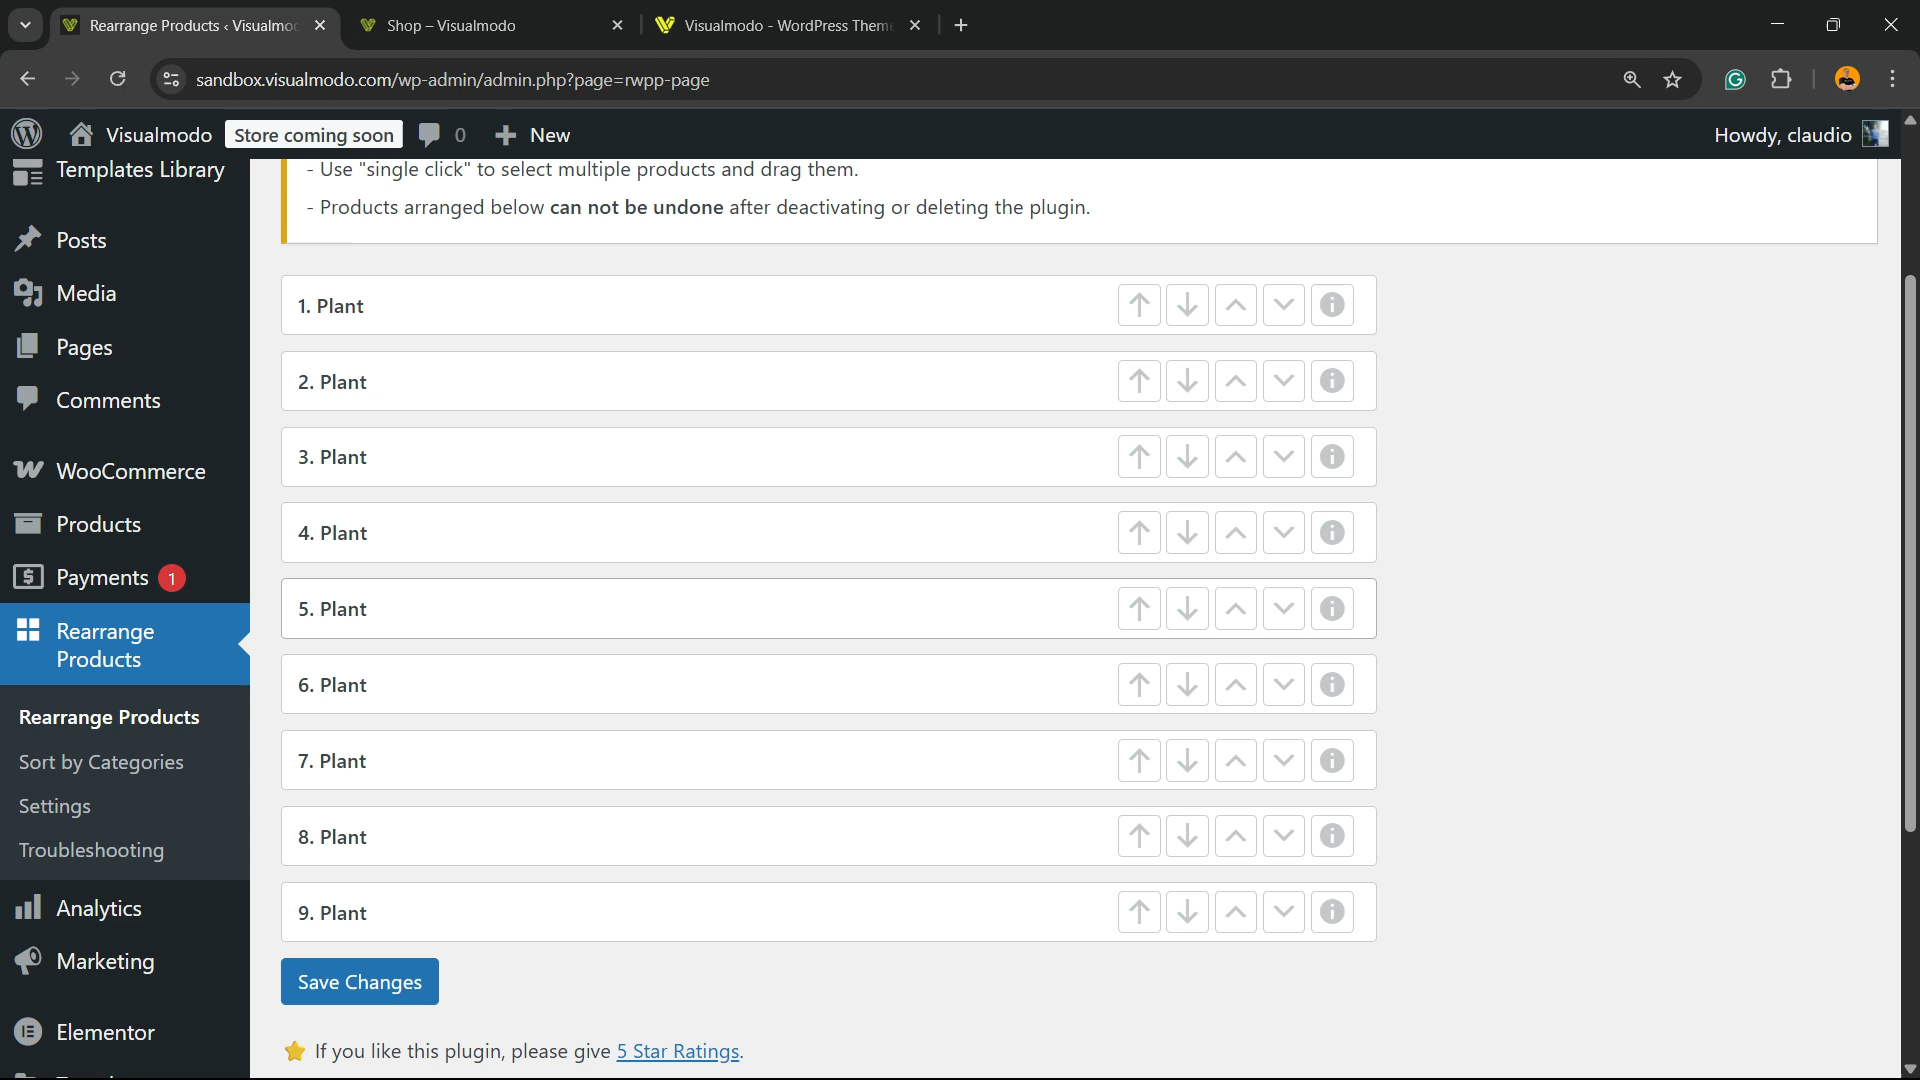 Rearrange Products ‹ Visualmo
Shop – Visualmodo
Visualmodo - WordPress Them
sandbox.visualmodo.com/wp-admin/admin.php?page=rwpp-page
Visualmodo
Store coming soon
0
New
Howdy, claudio
Templates Library
Posts
Media
Pages
Comments
WooCommerce
Products
Payments 1
Rearrange
Products
Rearrange Products
Sort by Categories
Settings
Troubleshooting
Analytics
Marketing
Elementor
- Use "single click" to select multiple products and drag them.
- Products arranged below can not be undone after deactivating or deleting the plugin.
1. Plant
2. Plant
3. Plant
4. Plant
5. Plant
6. Plant
7. Plant
8. Plant
9. Plant
Save Changes
If you like this plugin, please give 5 Star Ratings.